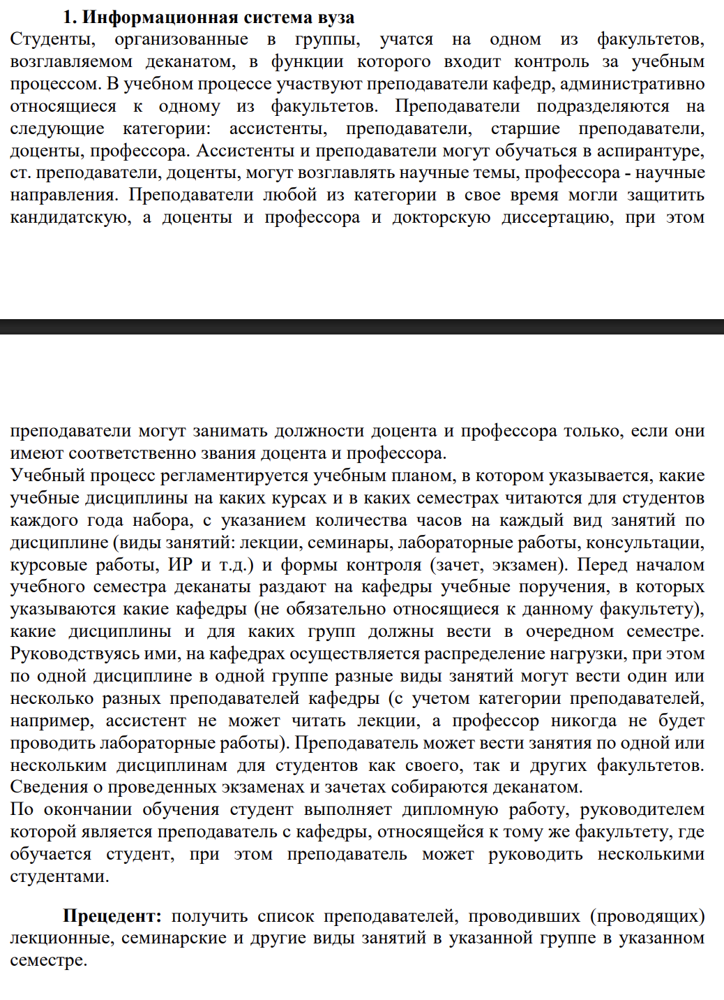 1. Информационная система вуза
Студенты, организованные в группы, учатся на одном из факультетов,
возглавляемом деканатом, в функции которого входит контроль за учебным
процессом. В учебном процессе участвуют преподаватели кафедр, административно
относящиеся к одному из факультетов. Преподаватели подразделяются на
следующие категории: ассистенты, преподаватели, старшие преподаватели,
доценты, профессора. Ассистенты и преподаватели могут обучаться в аспирантуре,
ст. преподаватели, доценты, могут возглавлять научные темы, профессора - научные
направления. Преподаватели любой из категории в свое время могли защитить
кандидатскую, а доценты и профессора и докторскую диссертацию, при этом
преподаватели могут занимать должности доцента и профессора только, если они
имеют соответственно звания доцента и профессора.
Учебный процесс регламентируется учебным планом, в котором указывается, какие
учебные дисциплины на каких курсах и в каких семестрах читаются для студентов
каждого года набора, с указанием количества часов на каждый вид занятий по
дисциплине (виды занятий: лекции, семинары, лабораторные работы, консультации,
курсовые работы, ИР и т.д.) и формы контроля (зачет, экзамен). Перед началом
учебного семестра деканаты раздают на кафедры учебные поручения, в которых
указываются какие кафедры (не обязательно относящиеся к данному факультету),
какие дисциплины и для каких групп должны вести в очередном семестре.
Руководствуясь ими, на кафедрах осуществляется распределение нагрузки, при этом
по одной дисциплине в одной группе разные виды занятий могут вести один или
несколько разных преподавателей кафедры (с учетом категории преподавателей,
например, ассистент не может читать лекции, а профессор никогда не будет
проводить лабораторные работы). Преподаватель может вести занятия по одной или
нескольким дисциплинам для студентов как своего, так и других факультетов.
Сведения о проведенных экзаменах и зачетах собираются деканатом.
По окончании обучения студент выполняет дипломную работу, руководителем
которой является преподаватель с кафедры, относящейся к тому же факультету, где
обучается студент, при этом преподаватель может руководить несколькими
студентами.
Прецедент: получить список преподавателей, проводивших (проводящих)
лекционные, семинарские и другие виды занятий в указанной группе в указанном
семестре.